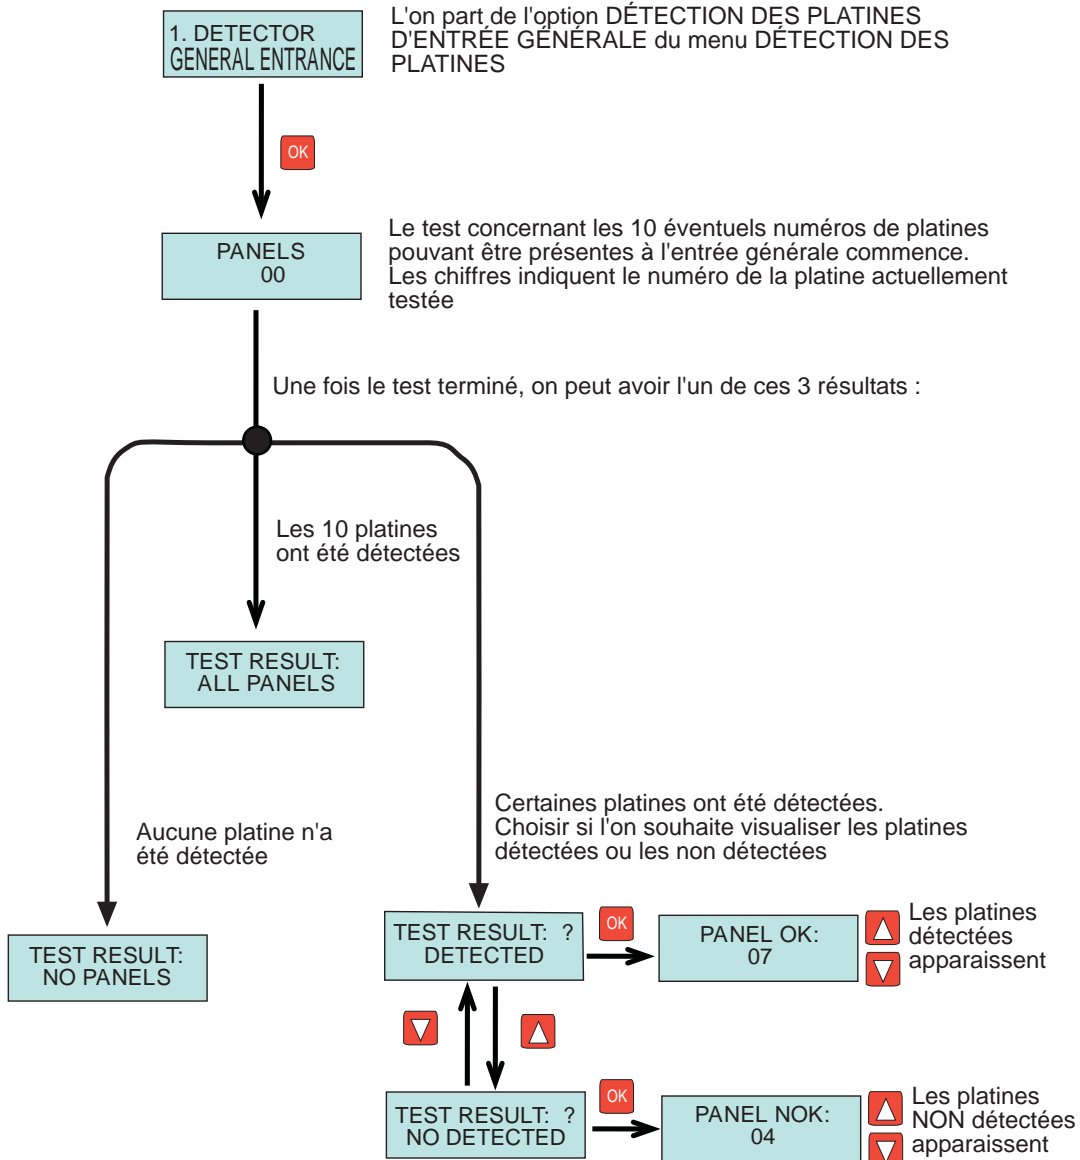 1. DETECTOR
GENERAL ENTRANCE
L'on part de l'option DÉTECTION DES PLATINES
D'ENTRÉE GÉNÉRALE du menu DÉTECTION DES
PLATINES
OK
PANELS
00
Le test concernant les 10 éventuels numéros de platines
pouvant être présentes à l'entrée générale commence.
Les chiffres indiquent le numéro de la platine actuellement
testée
Une fois le test terminé, on peut avoir l'un de ces 3 résultats :
Les 10 platines
ont été détectées
TEST RESULT:
ALL PANELS
Aucune platine n'a
été détectée
TEST RESULT:
NO PANELS
Certaines platines ont été détectées.
Choisir si l'on souhaite visualiser les platines
détectées ou les non détectées
TEST RESULT: ?
DETECTED
OK
PANEL OK:
07
Les platines
détectées
apparaissent
TEST RESULT: ?
NO DETECTED
OK
PANEL NOK:
04
Les platines
NON détectées
apparaissent